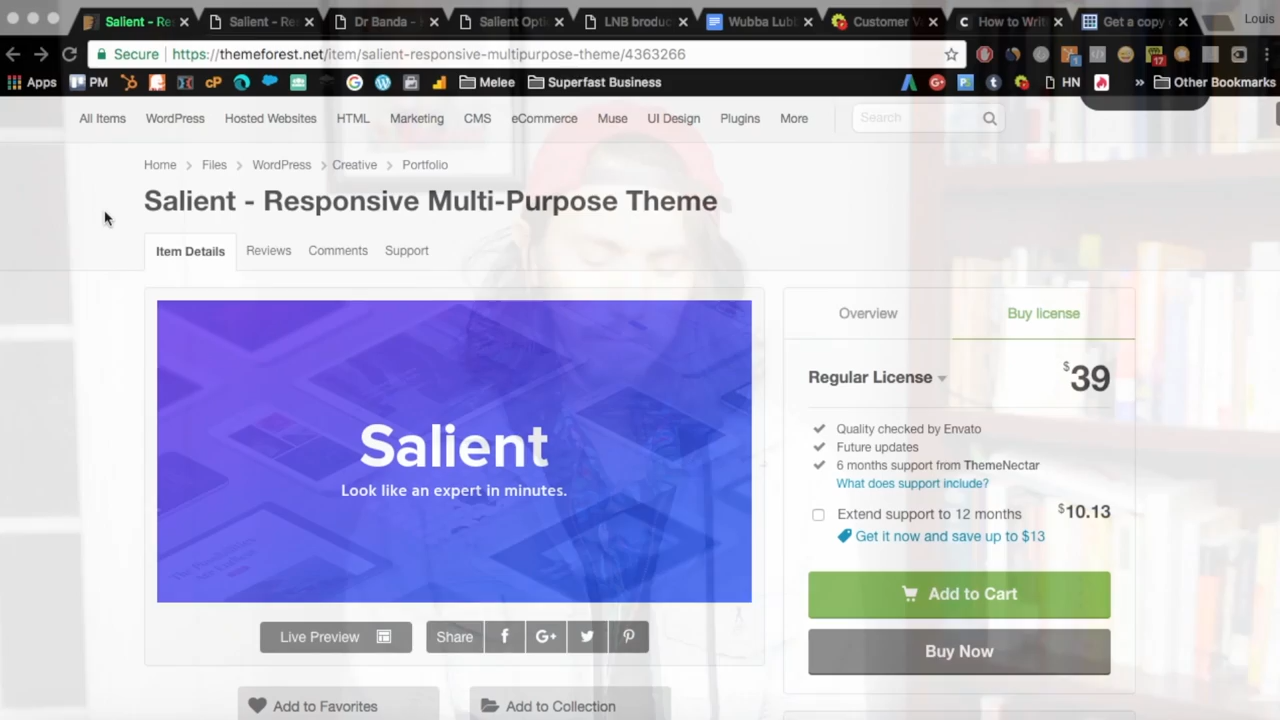 Salient - Re
Salient - Re
Dr Banda -
Salient Opti
LNB broduc
Wubba Lubb
Customer V
How to Writ
Get a copy
Louis
Secure
https://themeforest.net/item/salient-responsive-multipurpose-theme/4363266
Apps
PM
cP
Melee
Superfast Business
HN
»
Other Bookmarks
All Items
WordPress
Hosted Websites
HTML
Marketing
CMS
eCommerce
Muse
UI Design
Plugins
More
Search
Home > Files > WordPress > Creative > Portfolio
Salient - Responsive Multi-Purpose Theme
Item Details
Reviews
Comments
Support
Salient
Look like an expert in minutes.
Live Preview
Share
Add to Favorites
Add to Collection
Overview
Buy license
Regular License
$39
Quality checked by Envato
Future updates
6 months support from ThemeNectar
What does support include?
Extend support to 12 months
$10.13
Get it now and save up to $13
Add to Cart
Buy Now